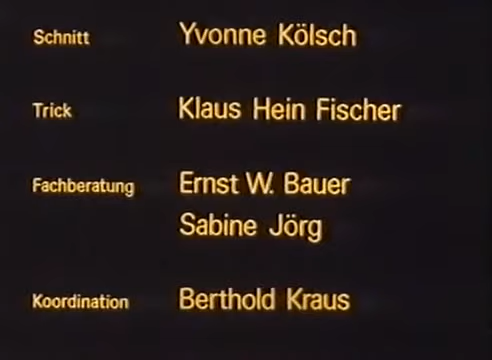 Schnitt Yvonne Kölsch
Trick Klaus Hein Fischer
Fachberatung Ernst W. Bauer
Sabine Jörg
Koordination Berthold Kraus